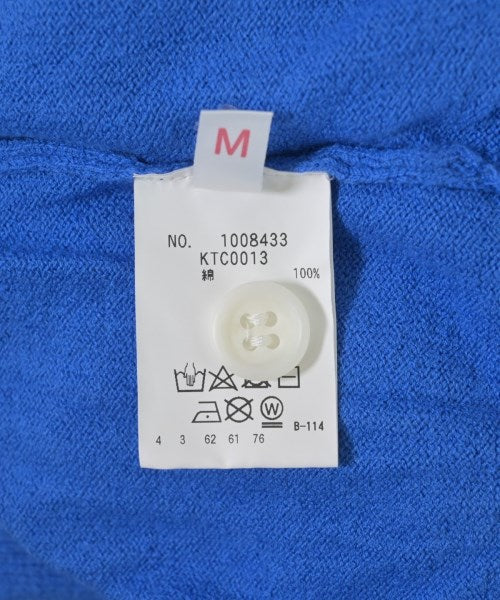 M
NO. 1008433
KTC0013
綿 100%
W
B-114
4 3 62 61 76